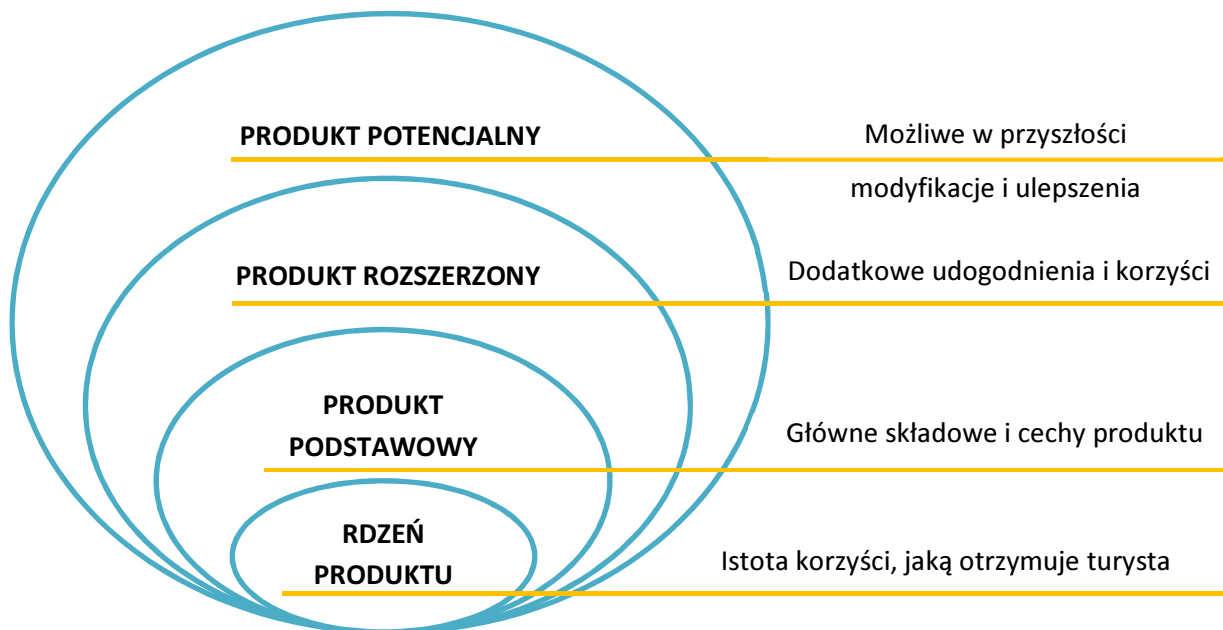 PRODUKT POTENCJALNY
Możliwe w przyszłości
modyfikacje i ulepszenia
PRODUKT ROZSZERZONY
Dodatkowe udogodnienia i korzyści
PRODUKT
PODSTAWOWY
Główne składowe i cechy produktu
RDZEŃ
PRODUKTU
Istota korzyści, jaką otrzymuje turysta